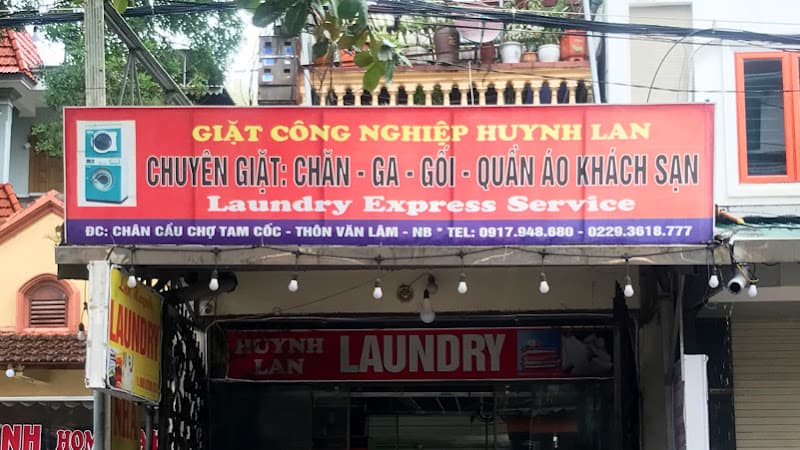 GIẶT CÔNG NGHIỆP HUYNH LAN
CHUYÊN GIẶT: CHĂN - GA - GỐI - QUẦN ÁO KHÁCH SẠN
Laundry Express Service
ĐC: CHÂN CẦU CHỢ TAM CỐC - THÔN VĂN LÂM - NB * TEL: 0917.948.680 - 0229.3618.777
HUYNH LAN
LAUNDRY
LAUNDRY